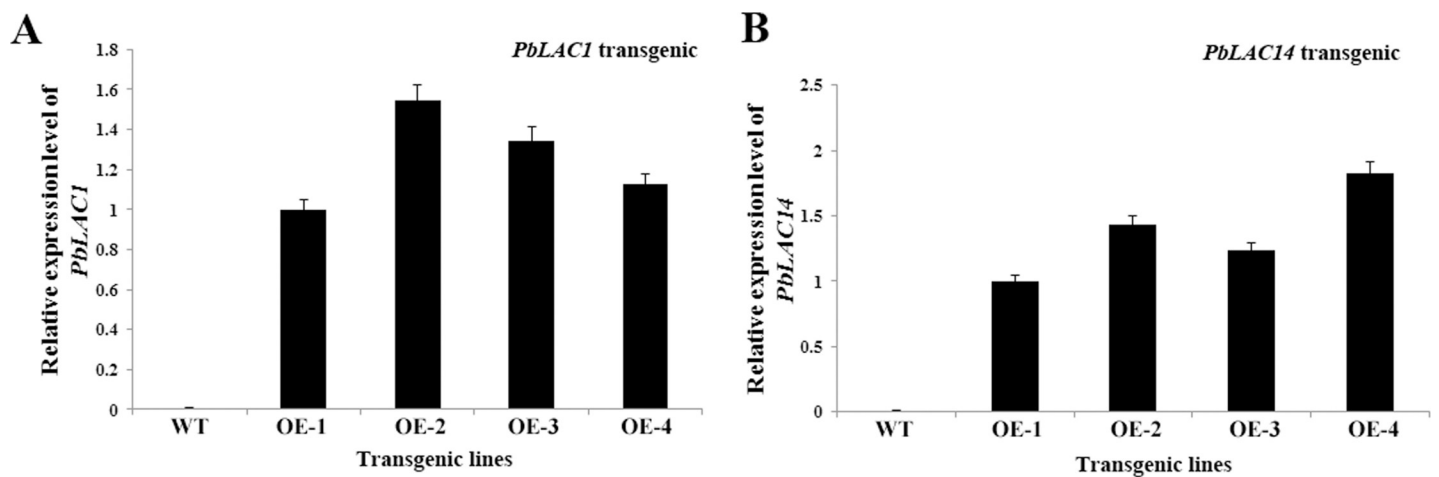 A
PbLAC1 transgenic
Relative expression level of
PbLAC1
1.8
1.6
1.4
1.2
1
0.8
0.6
0.4
0.2
0
WT OE-1 OE-2 OE-3 OE-4
Transgenic lines
B
PbLAC14 transgenic
Relative expression level of
PbLAC14
2.5
2
1.5
1
0.5
0
WT OE-1 OE-2 OE-3 OE-4
Transgenic lines